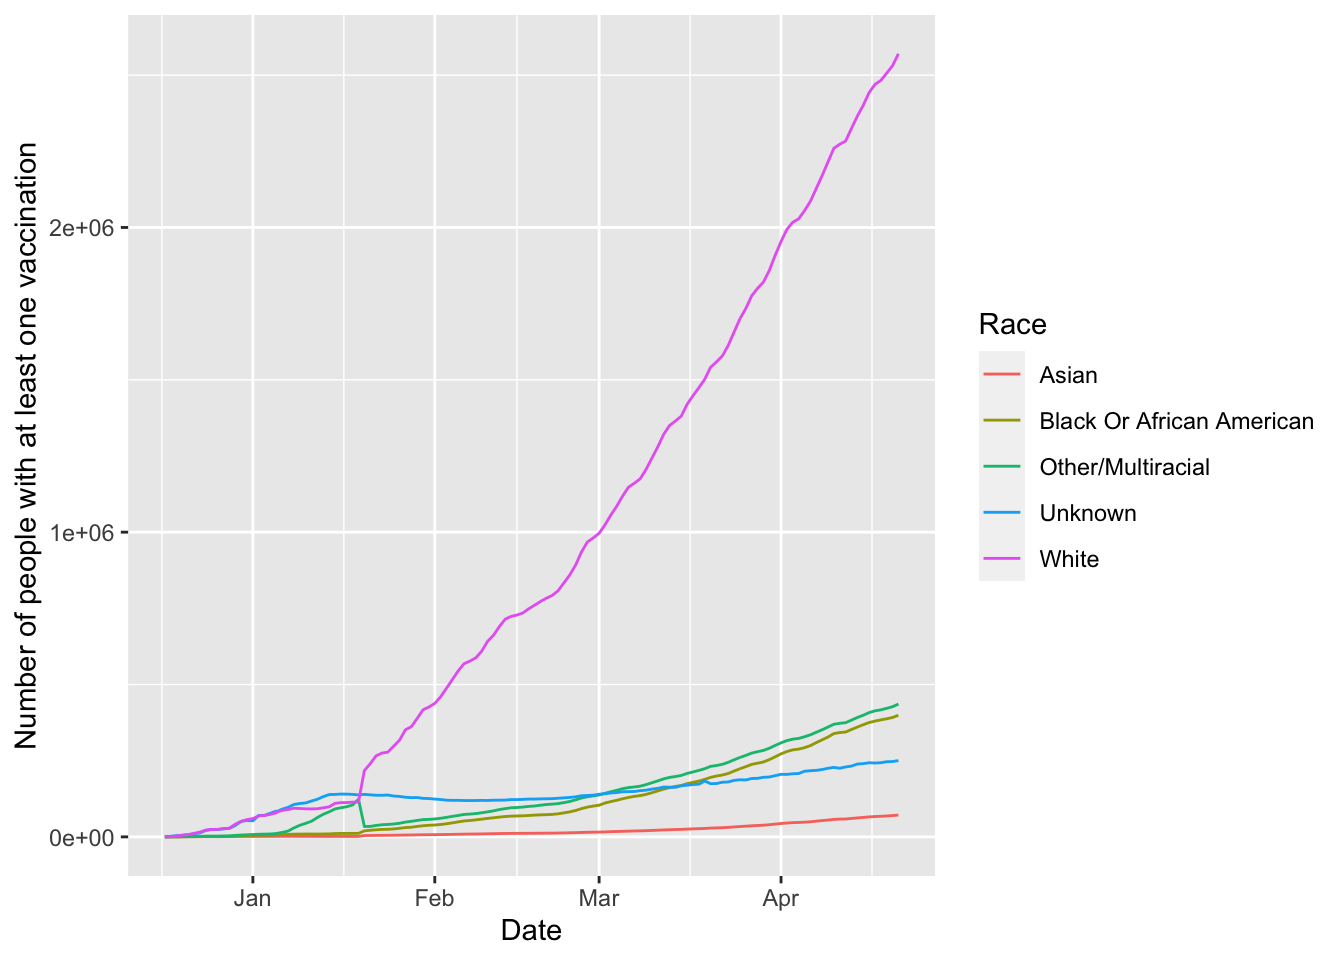 Number of people with at least one vaccination
2e+06
1e+06
0e+00
Jan Feb Mar Apr
Date
Race
Asian
Black Or African American
Other/Multiracial
Unknown
White